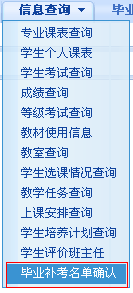 信息查询 毕业
专业课表查询
学生个人课表
学生考试查询
成绩查询
等级考试查询
教材使用信息
教室查询
学生选课情况查询
教学任务查询
上课安排查询
学生培养计划查询
学生评价班主任
毕业补考名单确认